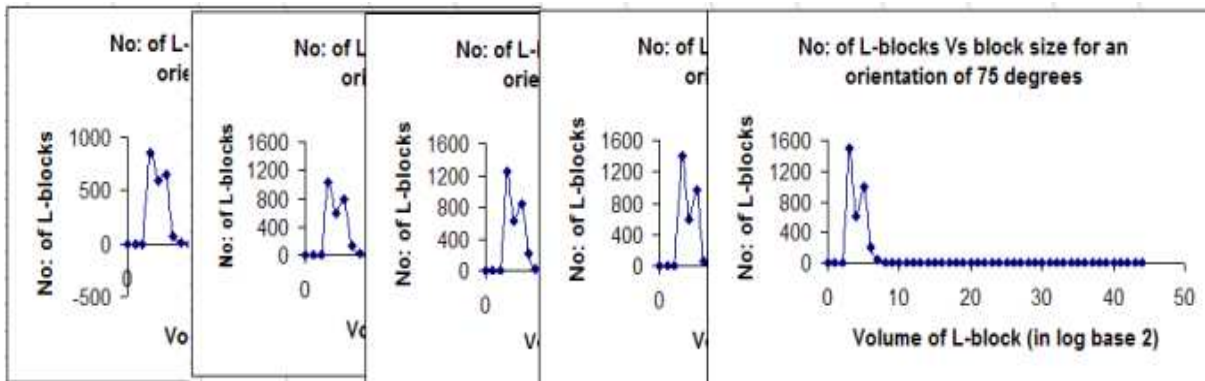 No: of L-
orie
No: of L-blocks
1000
500
0
-500
0
Vo
No: of L-
orie
No: of L-blocks
1600
1200
800
400
0
0
Vo
No: of L-
orie
No: of L-blocks
1600
1200
800
400
0
0
V
No: of L
ori
No: of L-blocks
1600
1200
800
400
0
0
V
No: of L-blocks Vs block size for an
orientation of 75 degrees
No: of L-blocks
1600
1200
800
400
0
0 10 20 30 40 50
Volume of L-block (in log base 2)